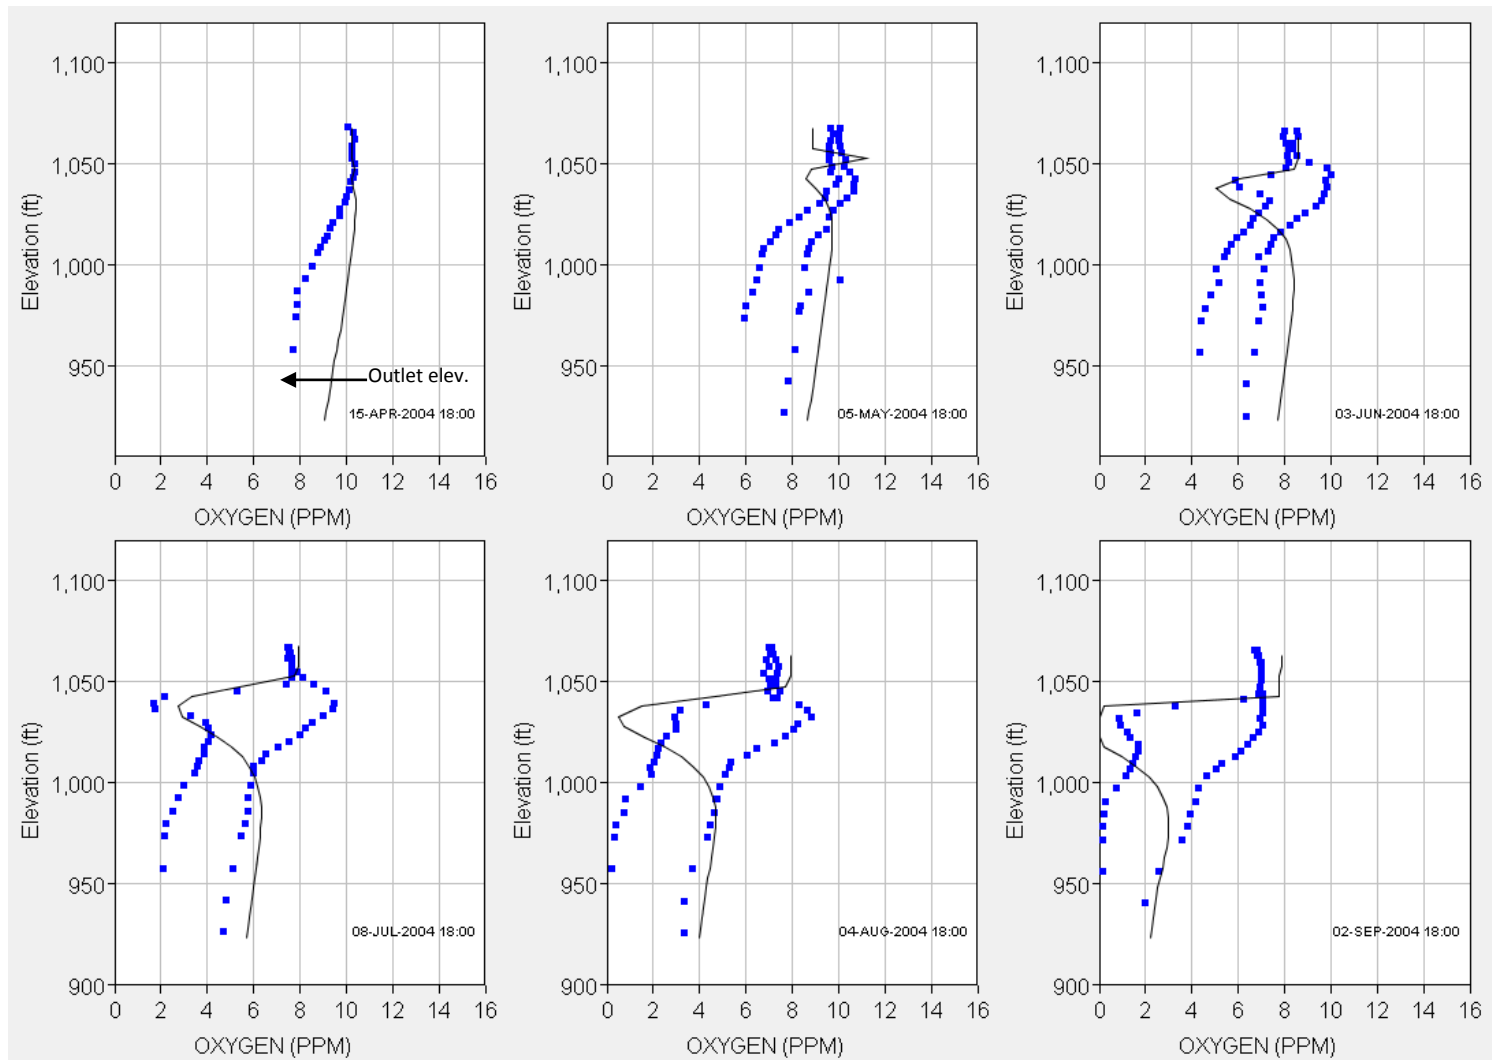 1,100
1,050
1,000
950
Elevation (ft)
Outlet elev.
15-APR-2004 18:00
0 2 4 6 8 10 12 14 16
OXYGEN (PPM)
1,100
1,050
1,000
950
Elevation (ft)
05-MAY-2004 18:00
0 2 4 6 8 10 12 14 16
OXYGEN (PPM)
1,100
1,050
1,000
950
Elevation (ft)
03-JUN-2004 18:00
0 2 4 6 8 10 12 14 16
OXYGEN (PPM)
1,100
1,050
1,000
950
900
Elevation (ft)
08-JUL-2004 18:00
0 2 4 6 8 10 12 14 16
OXYGEN (PPM)
1,100
1,050
1,000
950
900
Elevation (ft)
04-AUG-2004 18:00
0 2 4 6 8 10 12 14 16
OXYGEN (PPM)
1,100
1,050
1,000
950
900
Elevation (ft)
02-SEP-2004 18:00
0 2 4 6 8 10 12 14 16
OXYGEN (PPM)